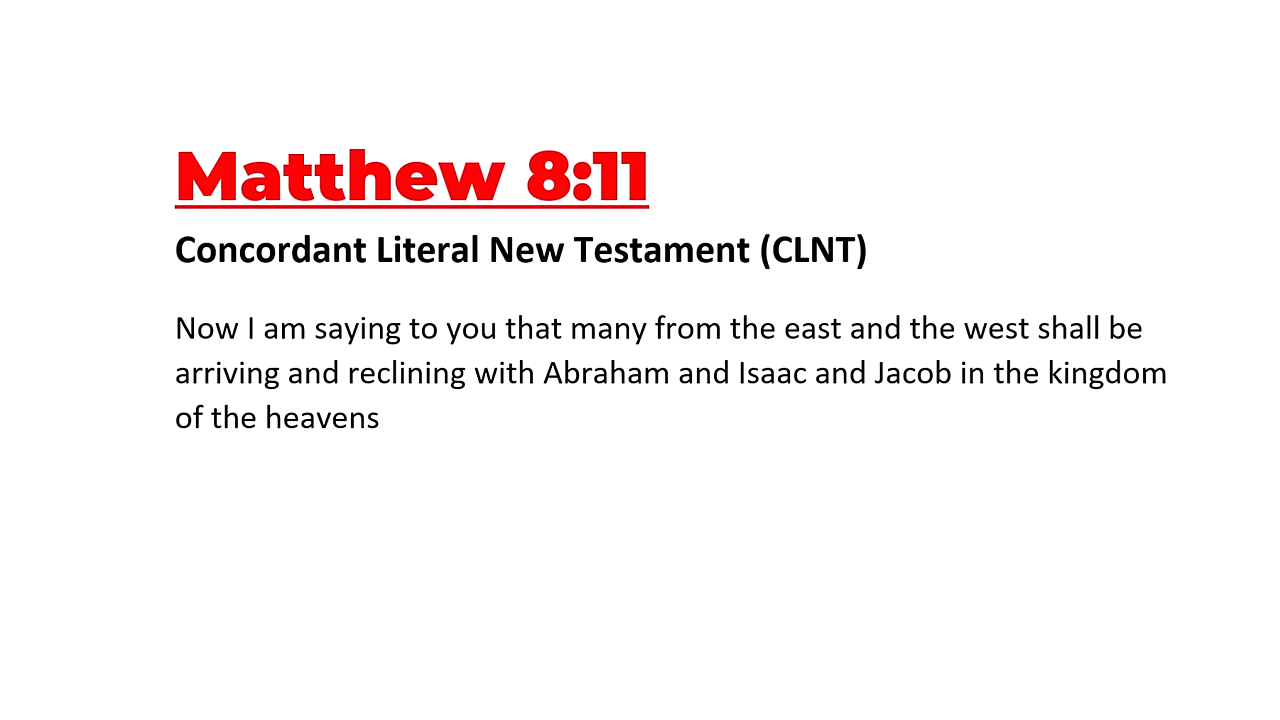 Matthew 8:11
Concordant Literal New Testament (CLNT)
Now I am saying to you that many from the east and the west shall be
arriving and reclining with Abraham and Isaac and Jacob in the kingdom
of the heavens